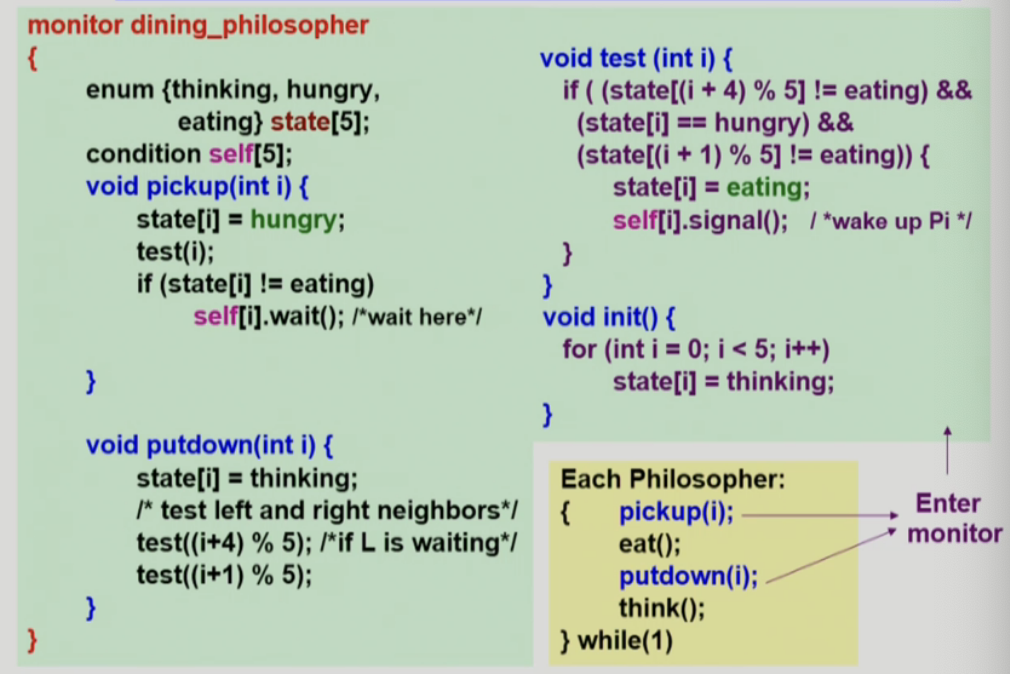 monitor dining_philosopher
{
enum {thinking, hungry,
eating} state[5];
condition self[5];
void pickup(int i) {
state[i] = hungry;
test(i);
if (state[i] != eating)
self[i].wait(); /*wait here*/
}
void putdown(int i) {
state[i] = thinking;
/* test left and right neighbors*/
test((i+4) % 5); /*if L is waiting*/
test((i+1) % 5);
}
}
void test (int i) {
if ( (state[(i + 4) % 5] != eating) &&
(state[i] == hungry) &&
(state[(i + 1) % 5] != eating)) {
state[i] = eating;
self[i].signal(); / *wake up Pi */
}
}
void init() {
for (int i = 0; i < 5; i++)
state[i] = thinking;
}
Each Philosopher:
{ pickup(i);
eat();
putdown(i);
think();
} while(1)
Enter
monitor